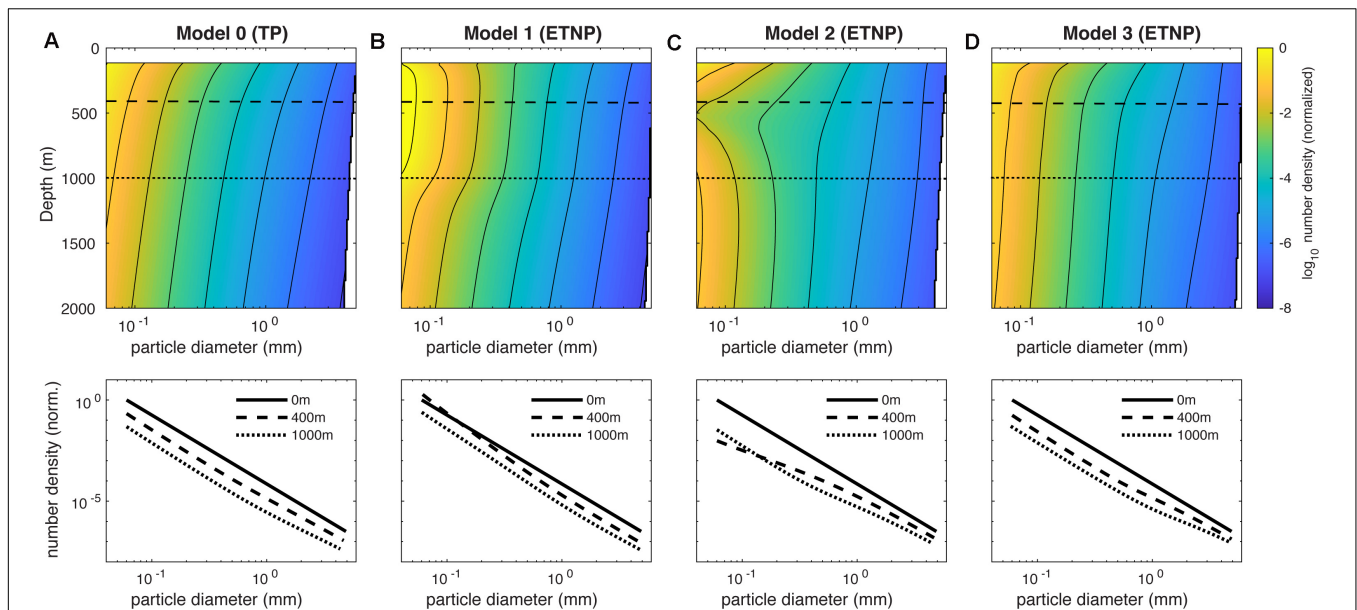 A
Model 0 (TP)
B
Model 1 (ETNP)
C
Model 2 (ETNP)
D
Model 3 (ETNP)
0
500
1000
1500
2000
Depth (m)
10^-1
10^0
particle diameter (mm)
10^-1
10^0
particle diameter (mm)
10^-1
10^0
particle diameter (mm)
10^-1
10^0
particle diameter (mm)
0
-2
-4
-6
-8
log10 number density (normalized)
number density (norm.)
10^0
10^-5
0m
400m
1000m
0m
400m
1000m
0m
400m
1000m
0m
400m
1000m
10^-1
10^0
particle diameter (mm)
10^-1
10^0
particle diameter (mm)
10^-1
10^0
particle diameter (mm)
10^-1
10^0
particle diameter (mm)